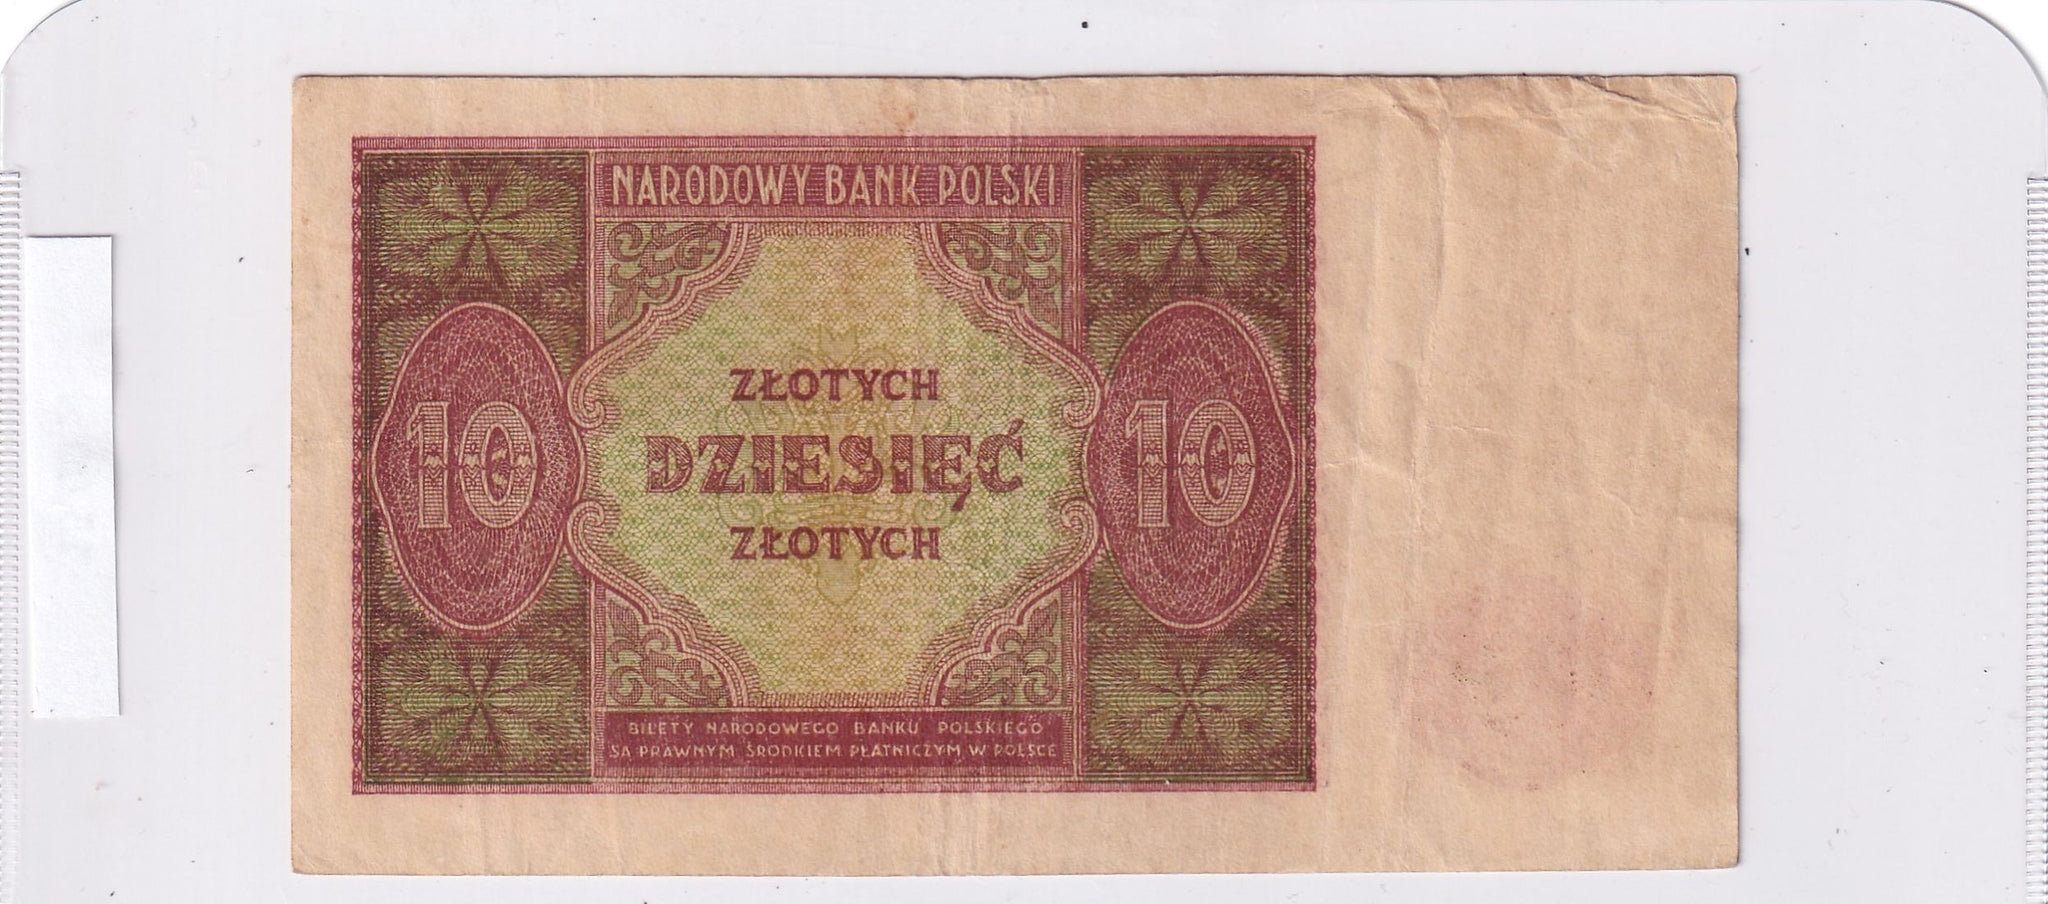 NARODOWY BANK POLSKI
ZŁOTYCH
10 DZIESIĘĆ 10
ZŁOTYCH
BILETY NARODOWEGO BANKU POLSKIEGO
SĄ PRAWNYM ŚRODKIEM PŁATNICZYM W POLSCE